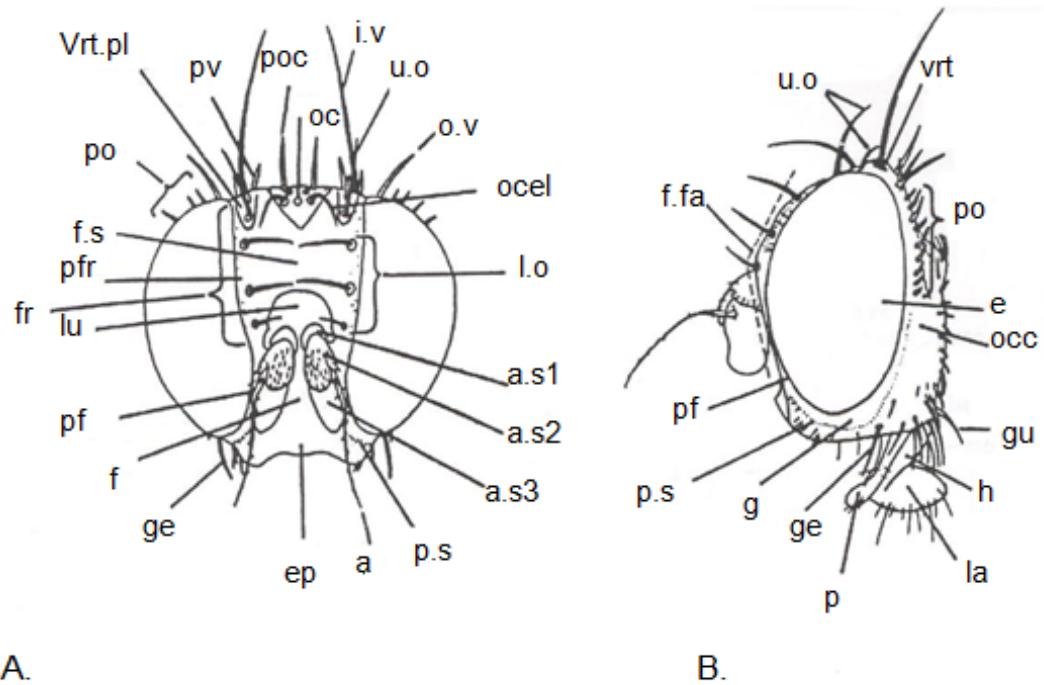 Vrt.pl
pv
poc
i.v
u.o
oc
o.v
po
ocel
f.s
pfr
l.o
fr
lu
a.s1
pf
a.s2
f
a.s3
ge
p.s
ep
a
A.
u.o
vrt
f.fa
po
e
occ
pf
gu
p.s
g
ge
h
la
p
B.